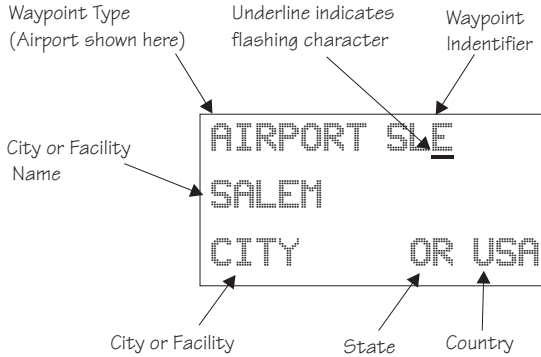 Waypoint Type
(Airport shown here)
Underline indicates
flashing character
Waypoint
Indentifier
AIRPORT SLE
City or Facility
Name
SALEM
CITY OR USA
City or Facility
State
Country